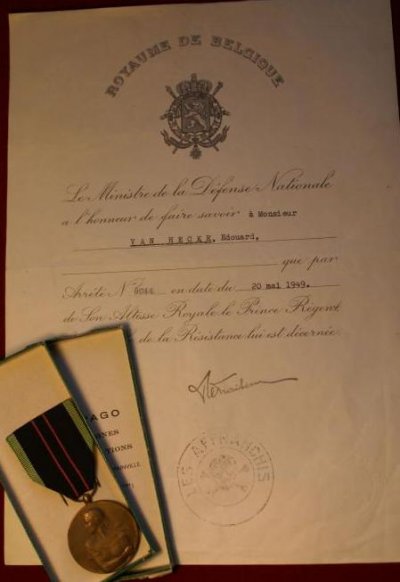 ROYAUME DE BELGIQUE
Le Ministre de la Défense Nationale
a l'honneur de faire savoir à Monsieur
VAN HECKE, Edouard,
que par
Arrêté N° en date du 20 mai 1949.
de Son Altesse Royale le Prince Régent
de la Résistance lui est décernée.
LES AFFRANCHIS
AGO
GNES
TIONS